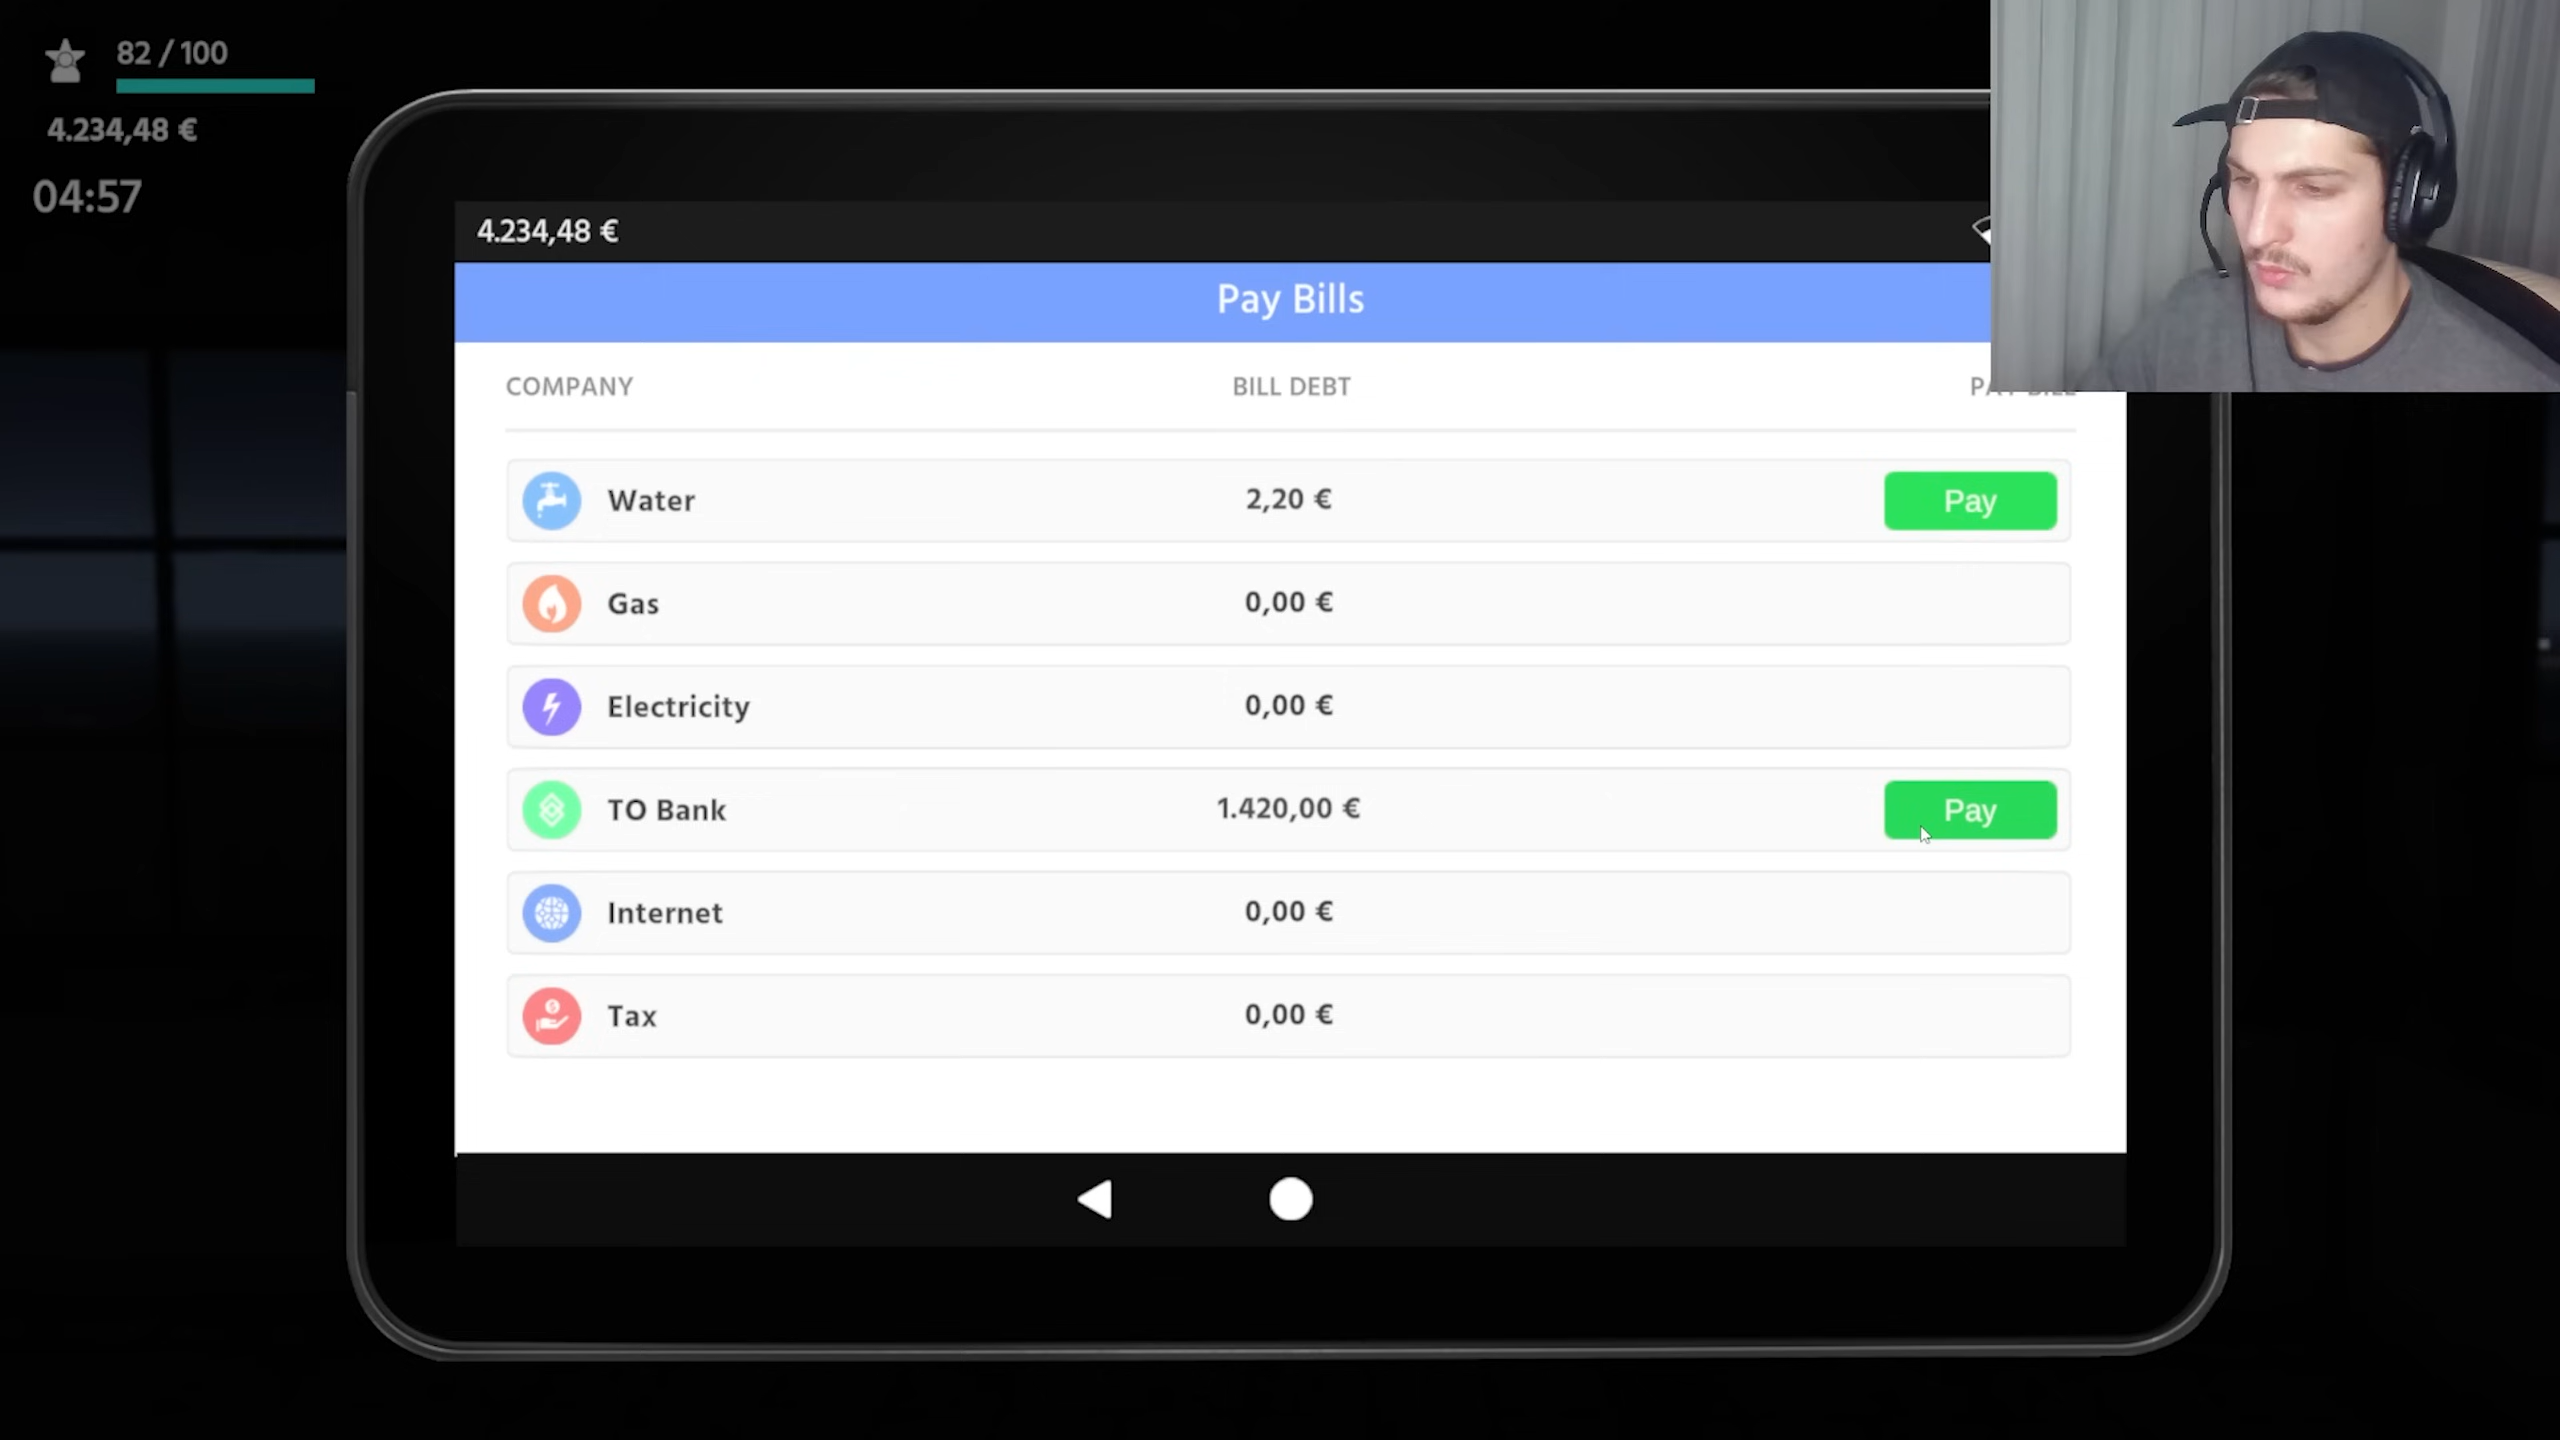 82 / 100
4.234,48 €
04:57
4.234,48 €
Pay Bills
COMPANY BILL DEBT
Water 2,20 € Pay
Gas 0,00 €
Electricity 0,00 €
TO Bank 1.420,00 € Pay
Internet 0,00 €
Tax 0,00 €